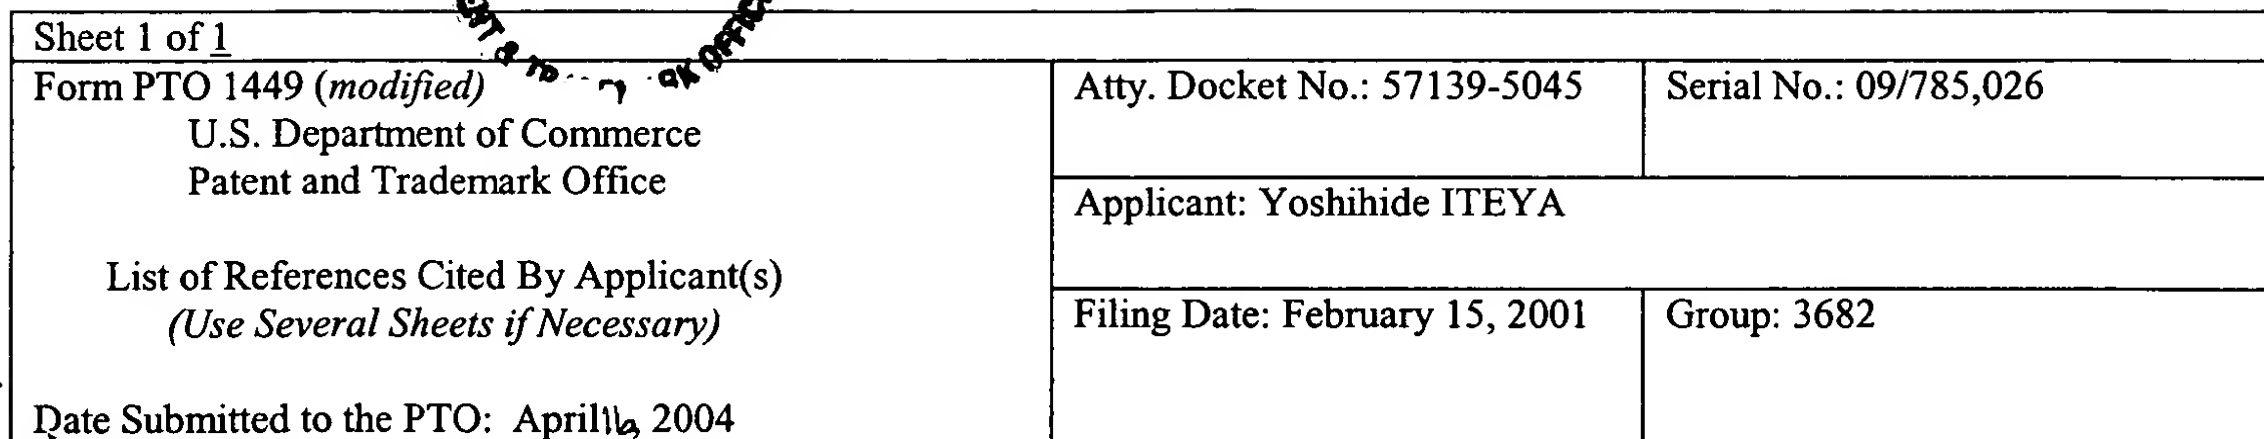 Sheet 1 of 1
Form PTO 1449 (modified)
U.S. Department of Commerce
Patent and Trademark Office
List of References Cited By Applicant(s)
(Use Several Sheets if Necessary)
Date Submitted to the PTO: April 16, 2004
Atty. Docket No.: 57139-5045
Serial No.: 09/785,026
Applicant: Yoshihide ITEYA
Filing Date: February 15, 2001
Group: 3682